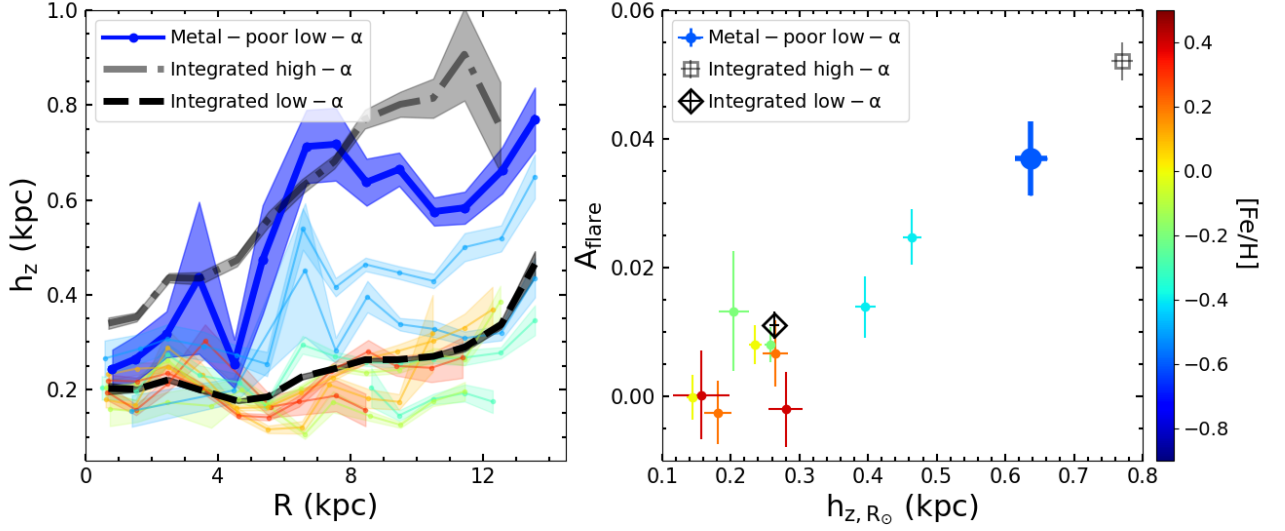 1.0
0.8
0.6
0.4
0.2
h_z (kpc)
0
4
8
12
R (kpc)
Metal − poor low − α
Integrated high − α
Integrated low − α
0.06
0.04
0.02
0.00
A_flare
0.1
0.2
0.3
0.4
0.5
0.6
0.7
0.8
h_z, R_⊙ (kpc)
Metal − poor low − α
Integrated high − α
Integrated low − α
0.4
0.2
0.0
−0.2
−0.4
−0.6
−0.8
[Fe/H]